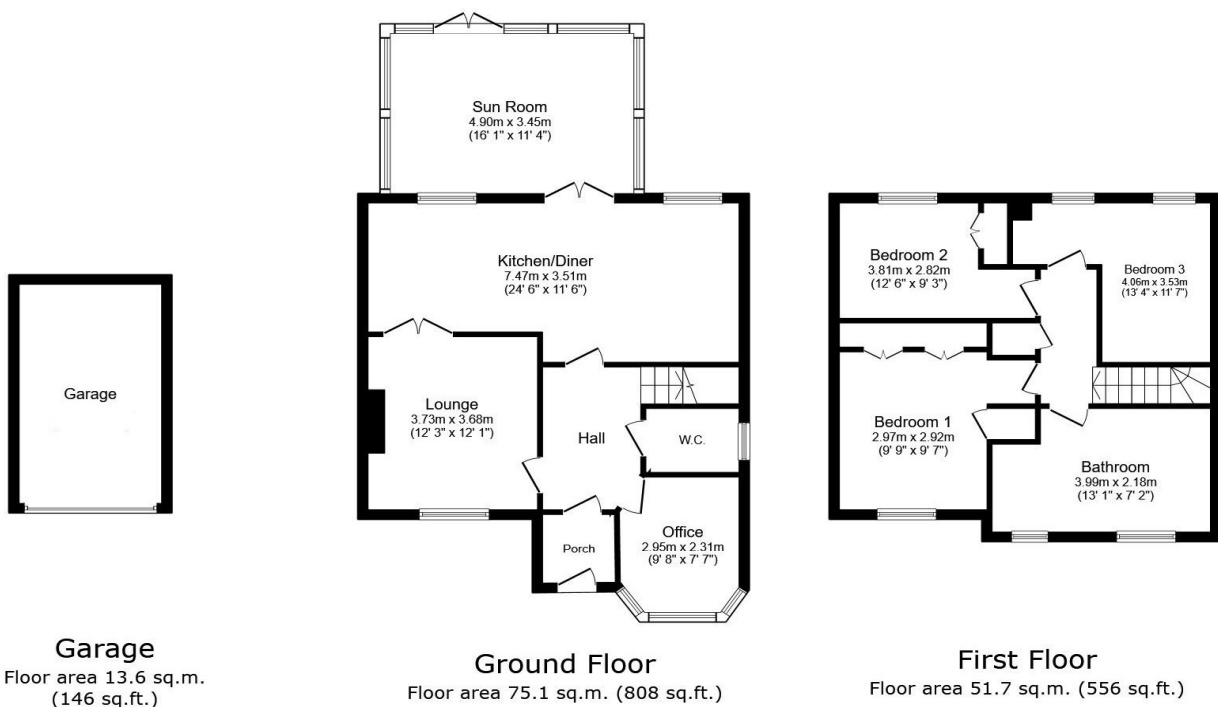 Garage
Garage
Floor area 13.6 sq.m.
(146 sq.ft.)
Sun Room
4.90m x 3.45m
(16' 1" x 11' 4")
Kitchen/Diner
7.47m x 3.51m
(24' 6" x 11' 6")
Lounge
3.73m x 3.68m
(12' 3" x 12' 1")
Hall
W.C.
Porch
Office
2.95m x 2.31m
(9' 8" x 7' 7")
Ground Floor
Floor area 75.1 sq.m. (808 sq.ft.)
Bedroom 2
3.81m x 2.82m
(12' 6" x 9' 3")
Bedroom 3
4.06m x 3.53m
(13' 4" x 11' 7")
Bedroom 1
2.97m x 2.92m
(9' 9" x 9' 7")
Bathroom
3.99m x 2.18m
(13' 1" x 7' 2")
First Floor
Floor area 51.7 sq.m. (556 sq.ft.)